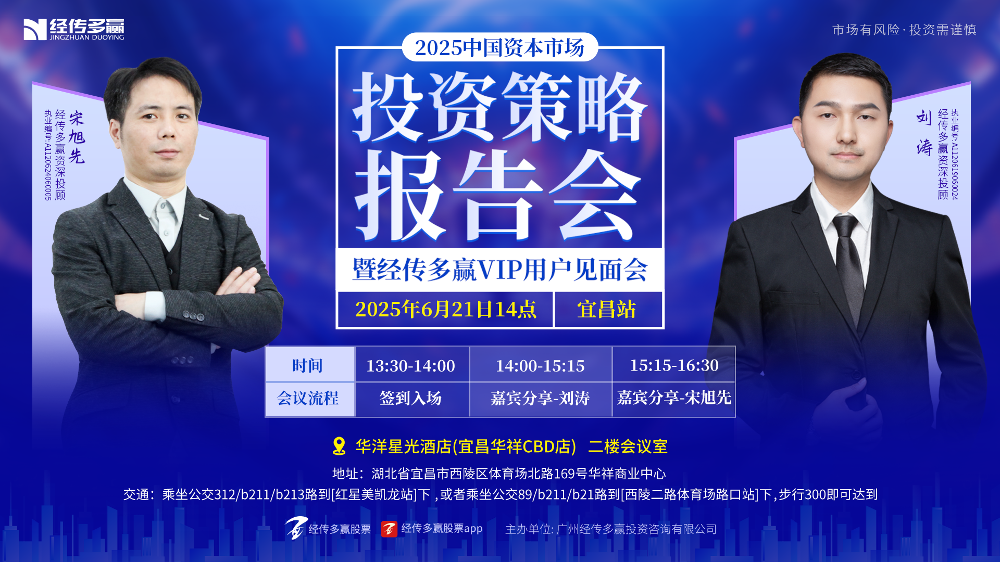 经传多赢
JINGZHUAN DUOYING
市场有风险·投资需谨慎
2025中国资本市场
投资策略
报告会
暨经传多赢VIP用户见面会
2025年6月21日14点
宜昌站
宋旭先
经传多赢资深投顾
执业编号:A1120624060005
刘涛
经传多赢资深投顾
执业编号:A1120619060024
时间 13:30-14:00 14:00-15:15 15:15-16:30
会议流程 签到入场 嘉宾分享-刘涛 嘉宾分享-宋旭先
华洋星光酒店(宜昌华祥CBD店) 二楼会议室
地址：湖北省宜昌市西陵区体育场北路169号华祥商业中心
交通：乘坐公交312/b211/b213路到[红星美凯龙站]下,或者乘坐公交89/b211/b21路到[西陵二路体育场路口站]下,步行300即可达到
经传多赢股票
经传多赢股票app
主办单位: 广州经传多赢投资咨询有限公司